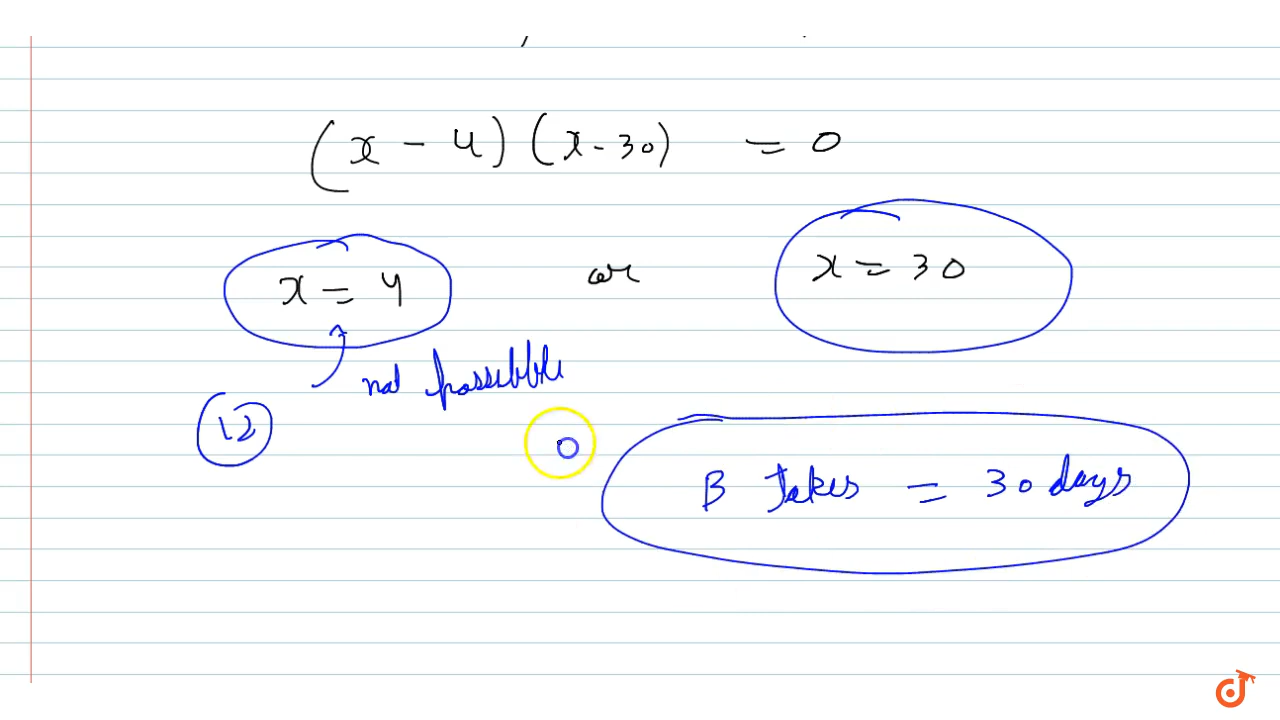 (x - 4) (x - 30) = 0
x = 4 or x = 30
not possible
12
B takes = 30 days